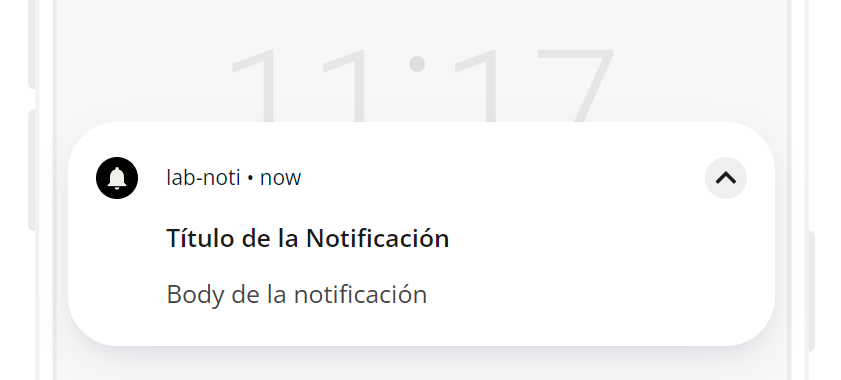 11:17
lab-noti • now
Título de la Notificación
Body de la notificación